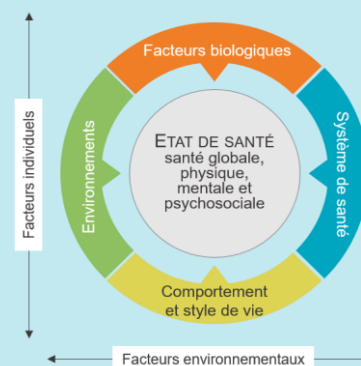 Facteurs biologiques
Facteurs individuels
Environnements
ETAT DE SANTÉ
santé globale,
physique,
mentale et
psychosociale
Système de santé
Comportement
et style de vie
Facteurs environnementaux